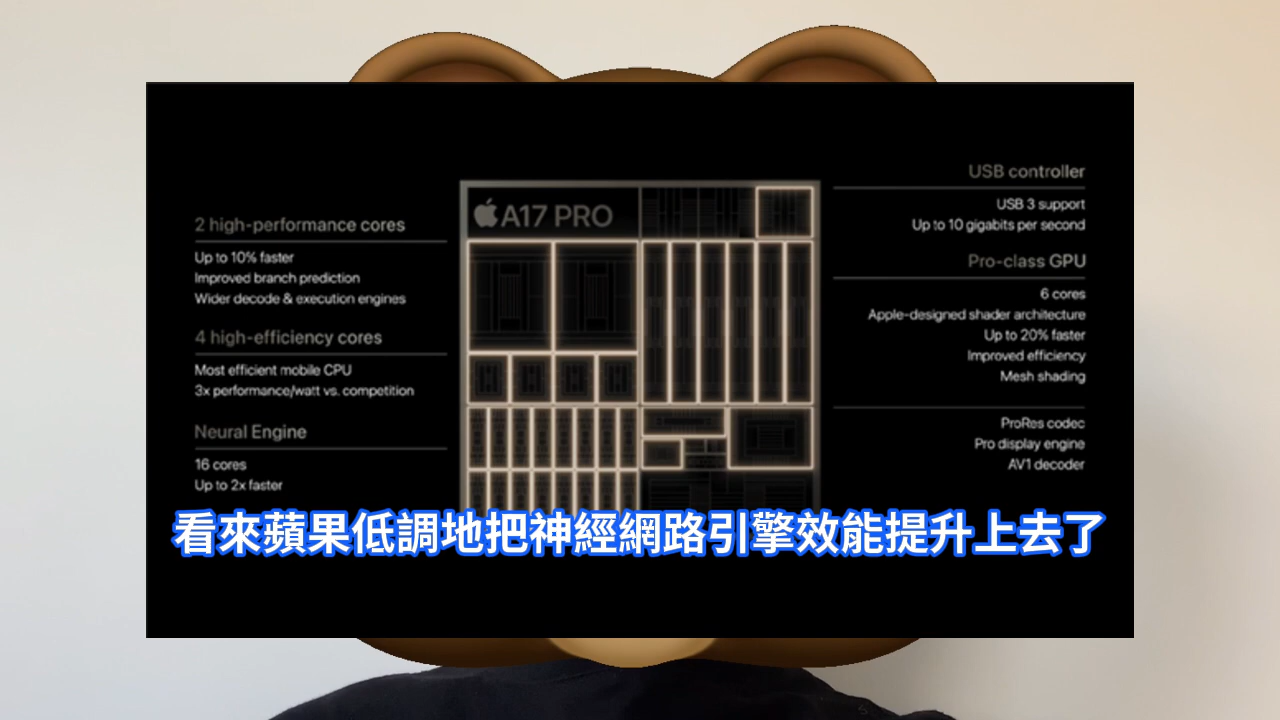 2 high-performance cores
Up to 10% faster
Improved branch prediction
Wider decode & execution engines
4 high-efficiency cores
Most efficient mobile CPU
3x performance/watt vs. competition
Neural Engine
16 cores
Up to 2x faster
A17 PRO
USB controller
USB 3 support
Up to 10 gigabits per second
Pro-class GPU
6 cores
Apple-designed shader architecture
Up to 20% faster
Improved efficiency
Mesh shading
ProRes codec
Pro display engine
AV1 decoder
看來蘋果低調地把神經網路引擎效能提升上去了